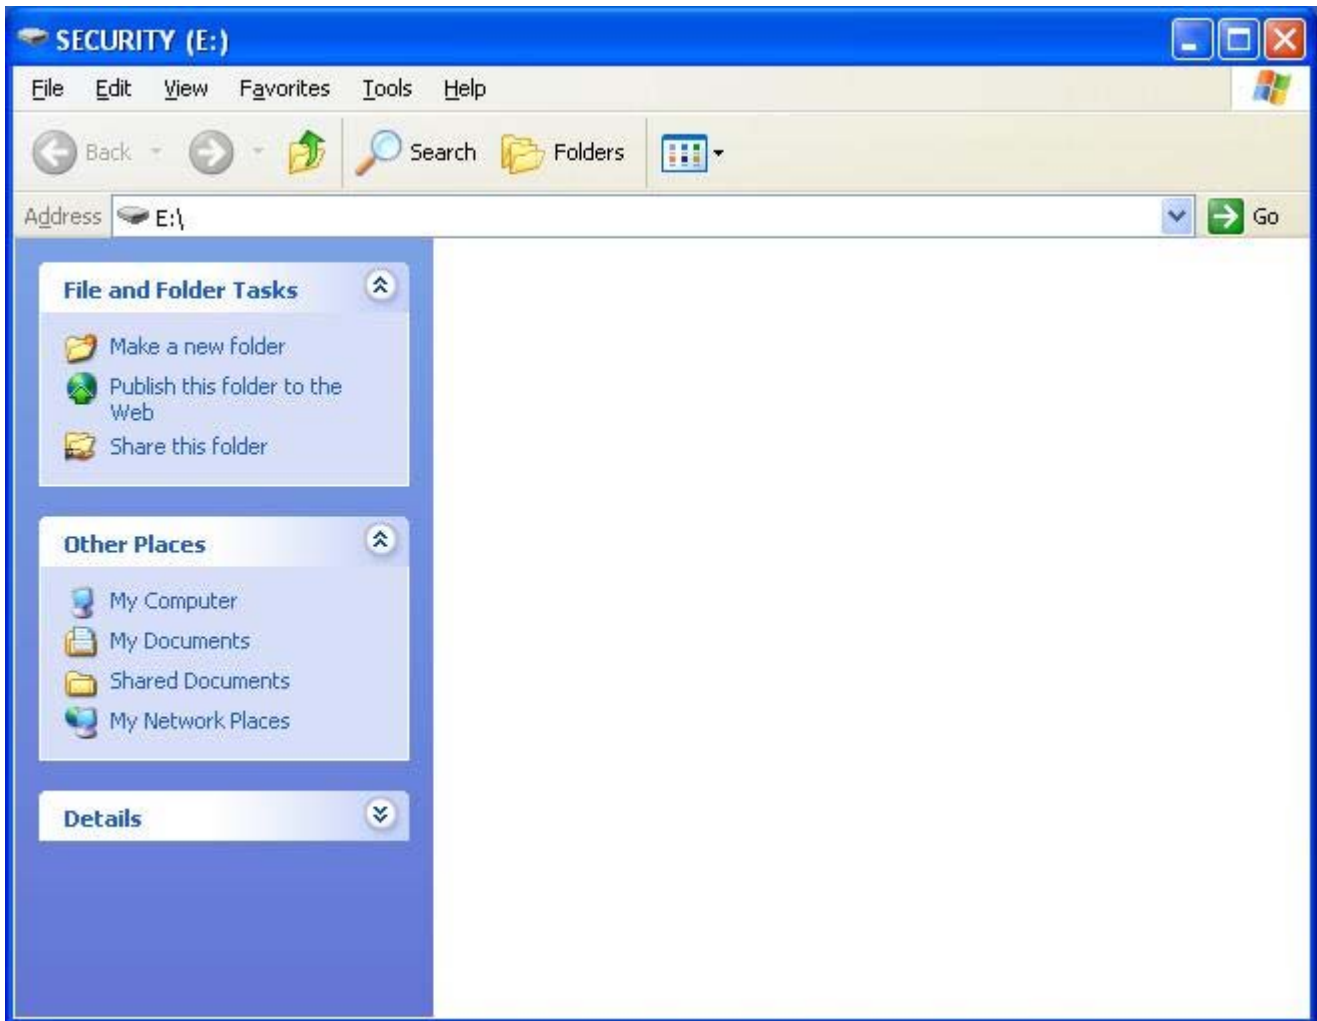 SECURITY (E:)
File Edit View Favorites Tools Help
Back Search Folders
Address E:\ Go
File and Folder Tasks
Make a new folder
Publish this folder to the
Web
Share this folder
Other Places
My Computer
My Documents
Shared Documents
My Network Places
Details